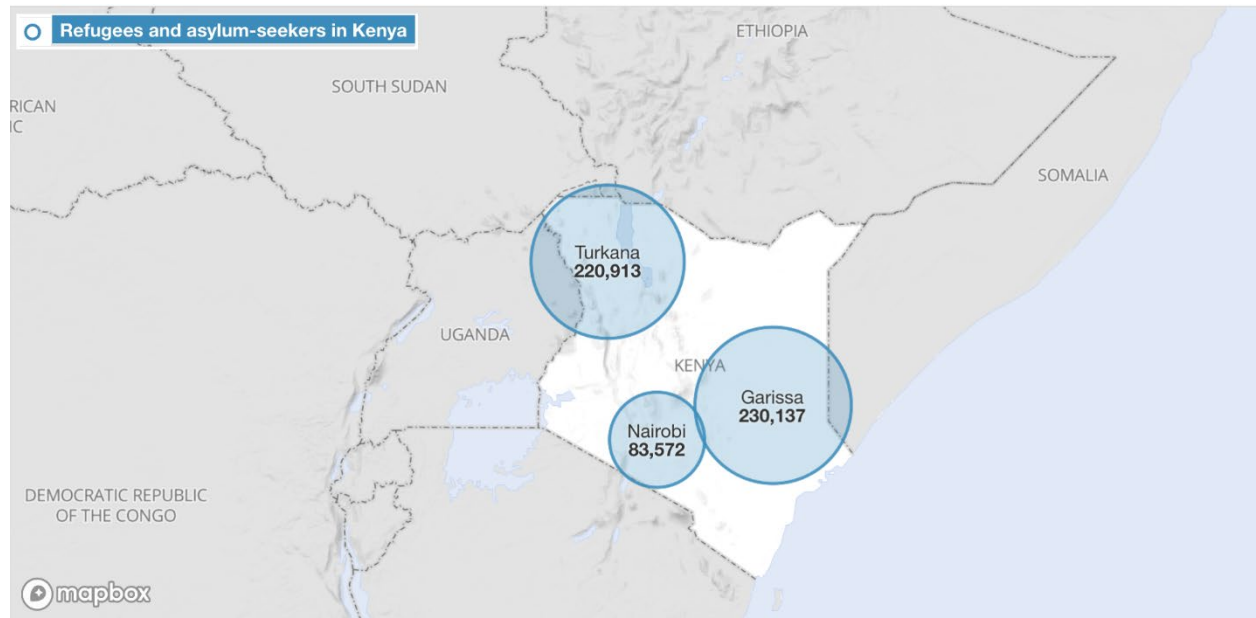 Refugees and asylum-seekers in Kenya
ETHIOPIA
SOUTH SUDAN
RICAN
IC
SOMALIA
Turkana
220,913
UGANDA
KENYA
Garissa
230,137
Nairobi
83,572
DEMOCRATIC REPUBLIC
OF THE CONGO
mapbox